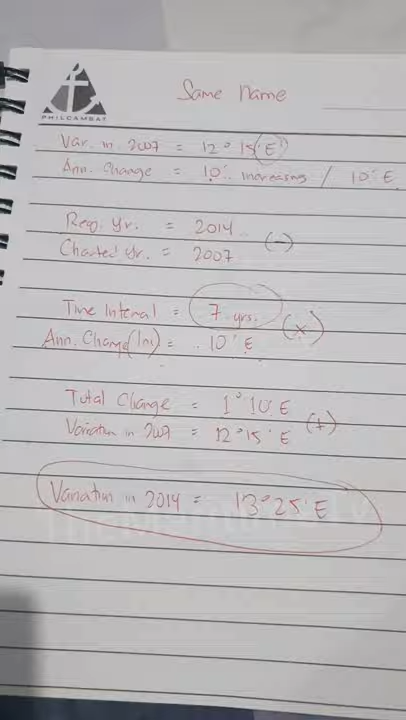 PHILCAMSAT
Same name
Var. in 2007 = 12° 15' E
Ann. Change = 10' increasing / 10' E
Req. Yr. = 2014
Charted Yr. = 2007 (-)
Time Interval = 7 yrs. (x)
Ann. Change (Inc) = 10' E
Total Change = 1° 10' E
Variation in 2007 = 12° 15' E (+)
Variation in 2014 = 13° 25' E